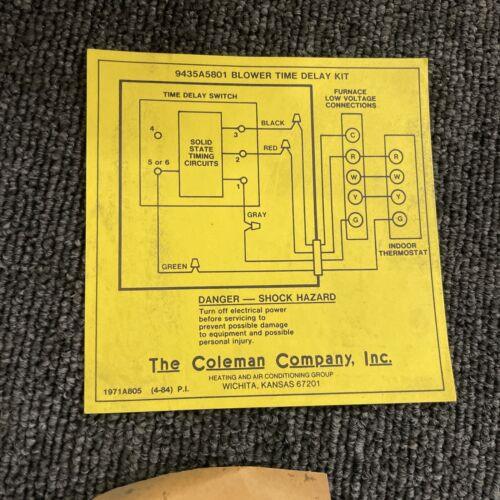 9435A5801 BLOWER TIME DELAY KIT
TIME DELAY SWITCH
FURNACE
LOW VOLTAGE
CONNECTIONS
BLACK
3
4
SOLID
STATE
TIMING
CIRCUITS
C
RED
2
R
R
5 or 6
W
W
1
Y
Y
GRAY
G
G
INDOOR
THERMOSTAT
GREEN
DANGER — SHOCK HAZARD
Turn off electrical power
before servicing to
prevent possible damage
to equipment and possible
personal injury.
The Coleman Company, Inc.
HEATING AND AIR CONDITIONING GROUP
WICHITA, KANSAS 67201
1971A805 (4-84) P.I.